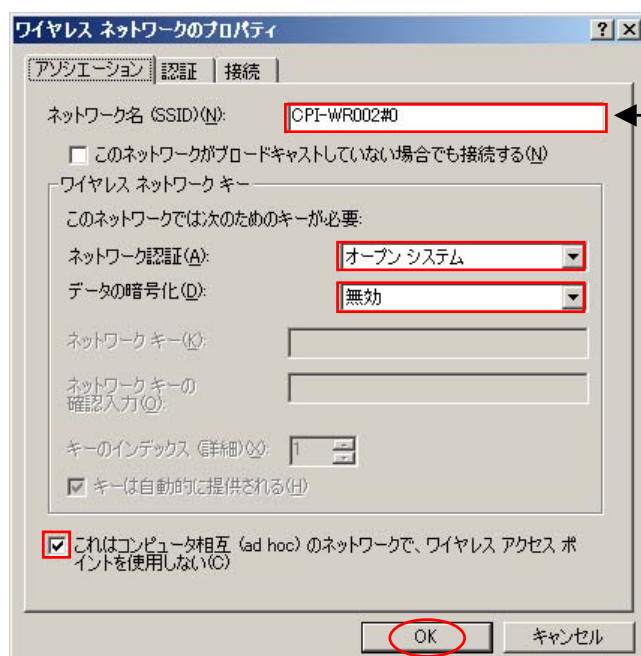 ワイヤレス ネットワークのプロパティ
アソシエーション 認証 接続
ネットワーク名 (SSID)(N): CPI-WR002#0
このネットワークがブロードキャストしていない場合でも接続する(N)
ワイヤレス ネットワーク キー
このネットワークでは次のためのキーが必要:
ネットワーク認証(A): オープン システム
データの暗号化(D): 無効
ネットワーク キー(K):
ネットワーク キーの
確認入力(O):
キーのインデックス (詳細)(X): 1
キーは自動的に提供される(H)
これはコンピュータ相互 (ad hoc) のネットワークで、ワイヤレス アクセス ポ
イントを使用しない(C)
OK キャンセル